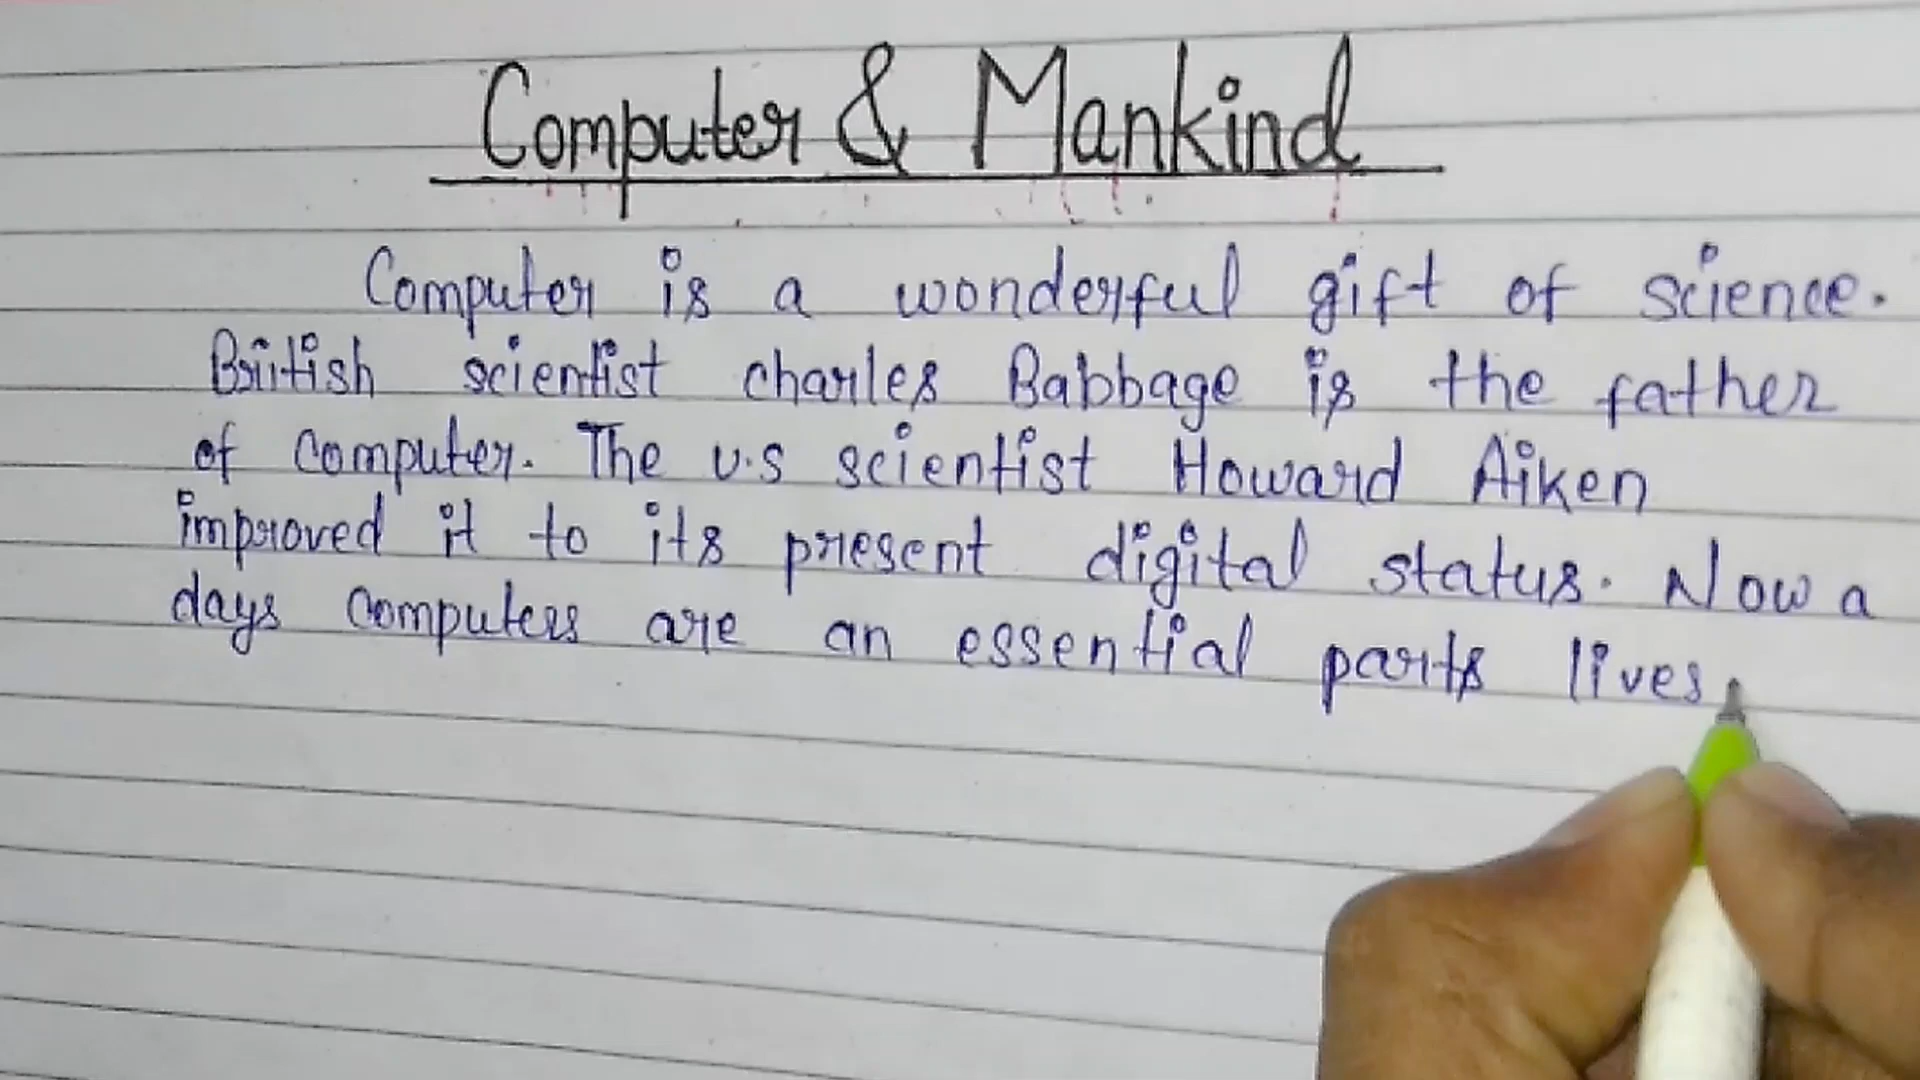 Computer & Mankind
Computer is a wonderful gift of science.
British scientist charles Babbage is the father
of computer. The U.S scientist Howard Aiken
improved it to its present digital status. Now a
days computers are an essential parts lives.